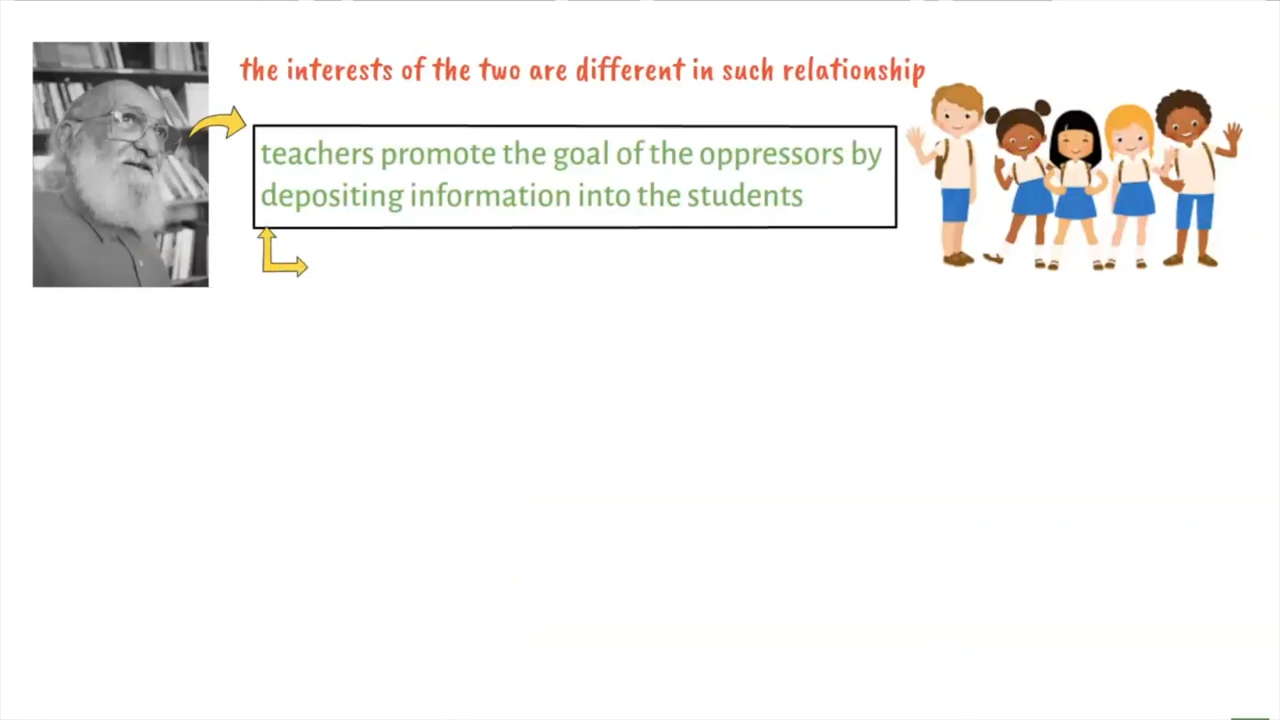 the interests of the two are different in such relationship
teachers promote the goal of the oppressors by
depositing information into the students